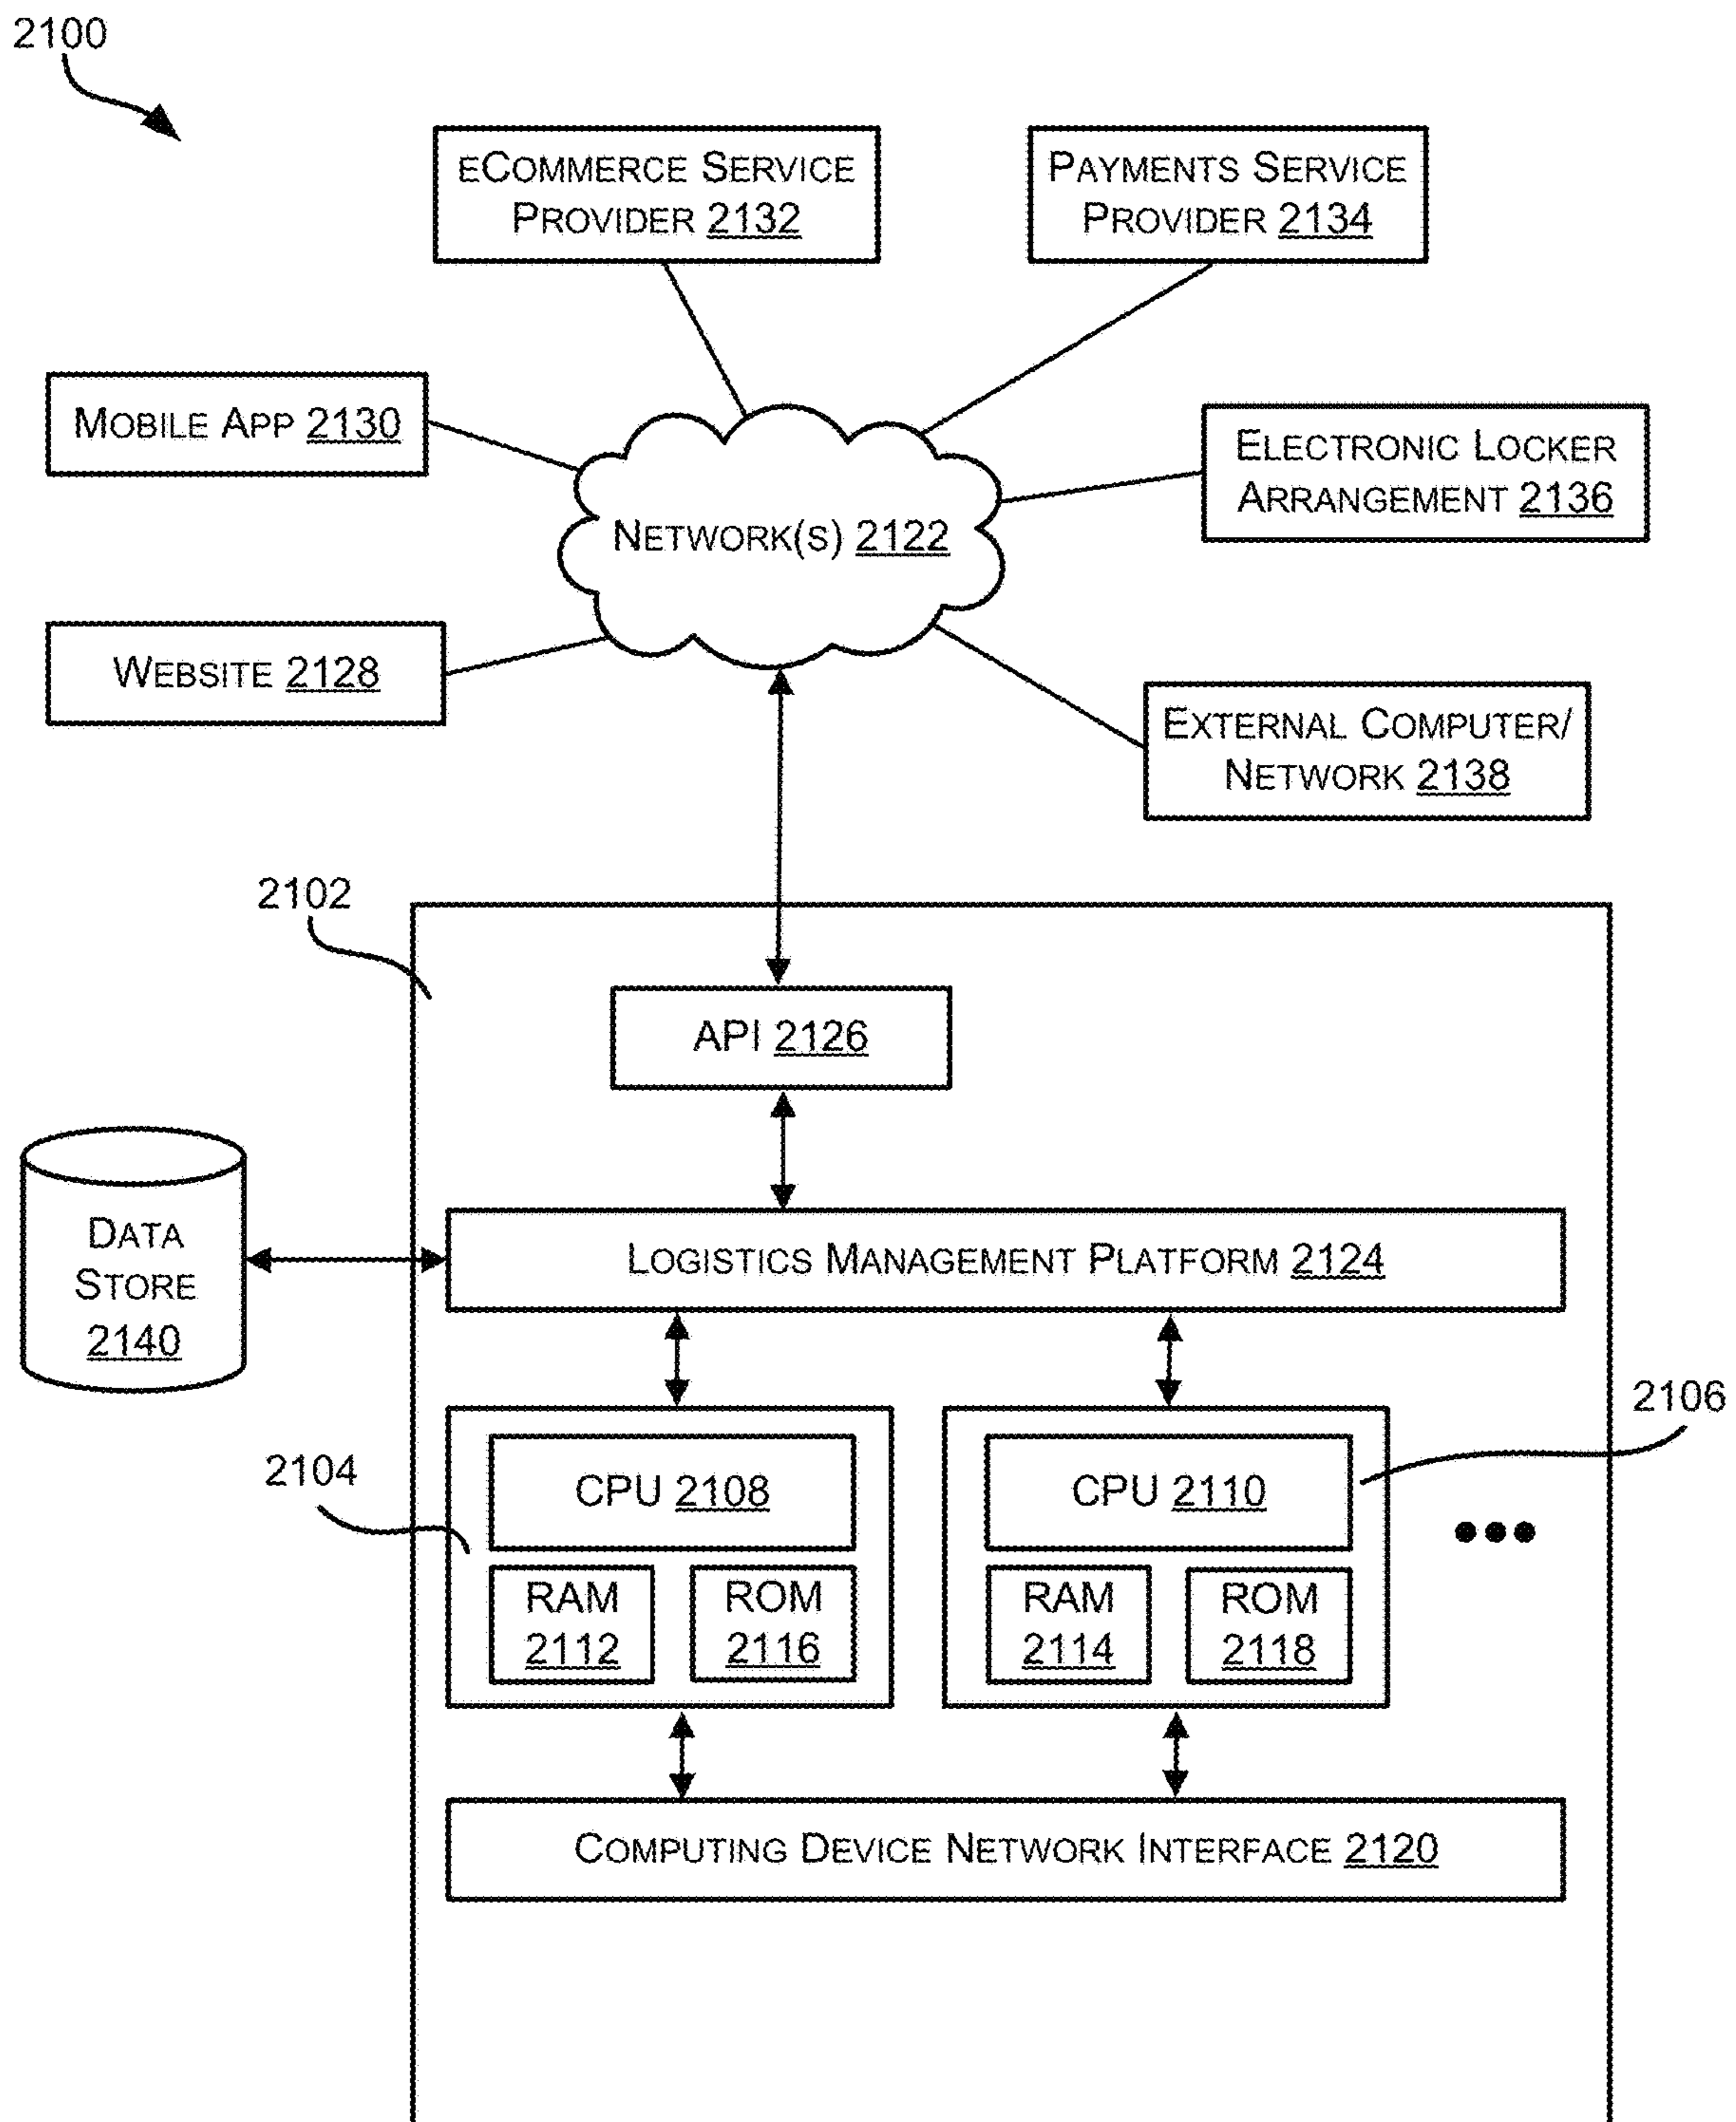 2100
eCommerce Service
Provider 2132
Payments Service
Provider 2134
Mobile App 2130
Electronic Locker
Arrangement 2136
Network(s) 2122
Website 2128
External Computer/
Network 2138
2102
API 2126
Data
Store
2140
Logistics Management Platform 2124
2106
2104
CPU 2108
CPU 2110
RAM
2112
ROM
2116
RAM
2114
ROM
2118
Computing Device Network Interface 2120